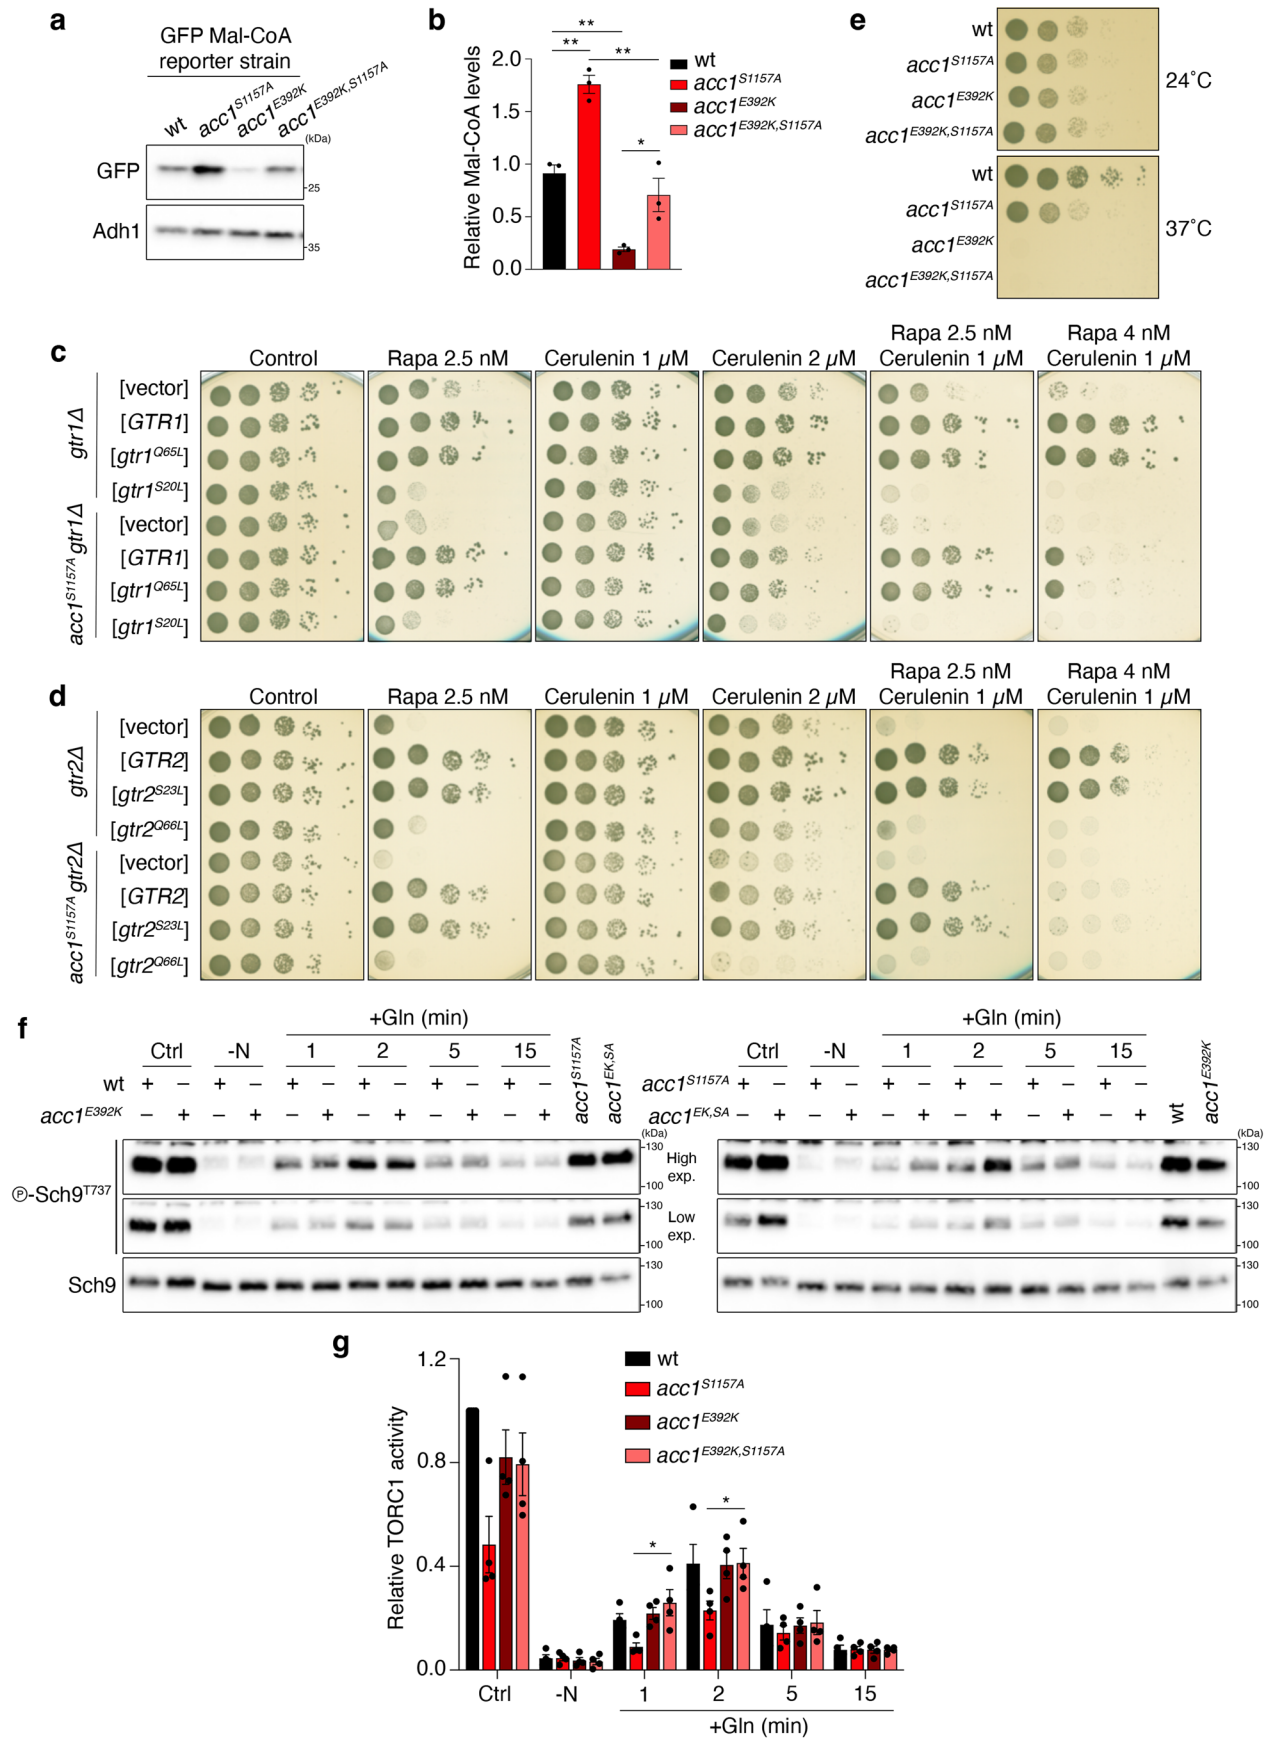 a
GFP Mal-CoA
reporter strain
wt
acc1S1157A
acc1E392K
acc1E392K,S1157A
(kDa)
GFP
25
Adh1
35
b
Relative Mal-CoA levels
2.0
1.5
1.0
0.5
0.0
**
**
**
*
wt
acc1S1157A
acc1E392K
acc1E392K,S1157A
e
wt
acc1S1157A
acc1E392K
acc1E392K,S1157A
24˚C
wt
acc1S1157A
acc1E392K
acc1E392K,S1157A
37˚C
c
Control
Rapa 2.5 nM
Cerulenin 1 µM
Cerulenin 2 µM
Rapa 2.5 nM
Cerulenin 1 µM
Rapa 4 nM
Cerulenin 1 µM
gtr1Δ
[vector]
[GTR1]
[gtr1Q65L]
[gtr1S20L]
acc1S1157A gtr1Δ
[vector]
[GTR1]
[gtr1Q65L]
[gtr1S20L]
d
Control
Rapa 2.5 nM
Cerulenin 1 µM
Cerulenin 2 µM
Rapa 2.5 nM
Cerulenin 1 µM
Rapa 4 nM
Cerulenin 1 µM
gtr2Δ
[vector]
[GTR2]
[gtr2S23L]
[gtr2Q66L]
acc1S1157A gtr2Δ
[vector]
[GTR2]
[gtr2S23L]
[gtr2Q66L]
f
+Gln (min)
Ctrl -N 1 2 5 15
acc1S1157A
acc1EK,SA
wt + – + – + – + – + – + –
acc1E392K – + – + – + – + – + – +
(kDa)
Ⓟ-Sch9T737
130
100
High
exp.
130
100
Low
exp.
Sch9
130
100
+Gln (min)
Ctrl -N 1 2 5 15
wt
acc1E392K
acc1S1157A + – + – + – + – + – + –
acc1EK,SA – + – + – + – + – + – +
(kDa)
130
100
130
100
130
100
g
Relative TORC1 activity
1.2
0.8
0.4
0.0
wt
acc1S1157A
acc1E392K
acc1E392K,S1157A
*
*
Ctrl -N 1 2 5 15
+Gln (min)